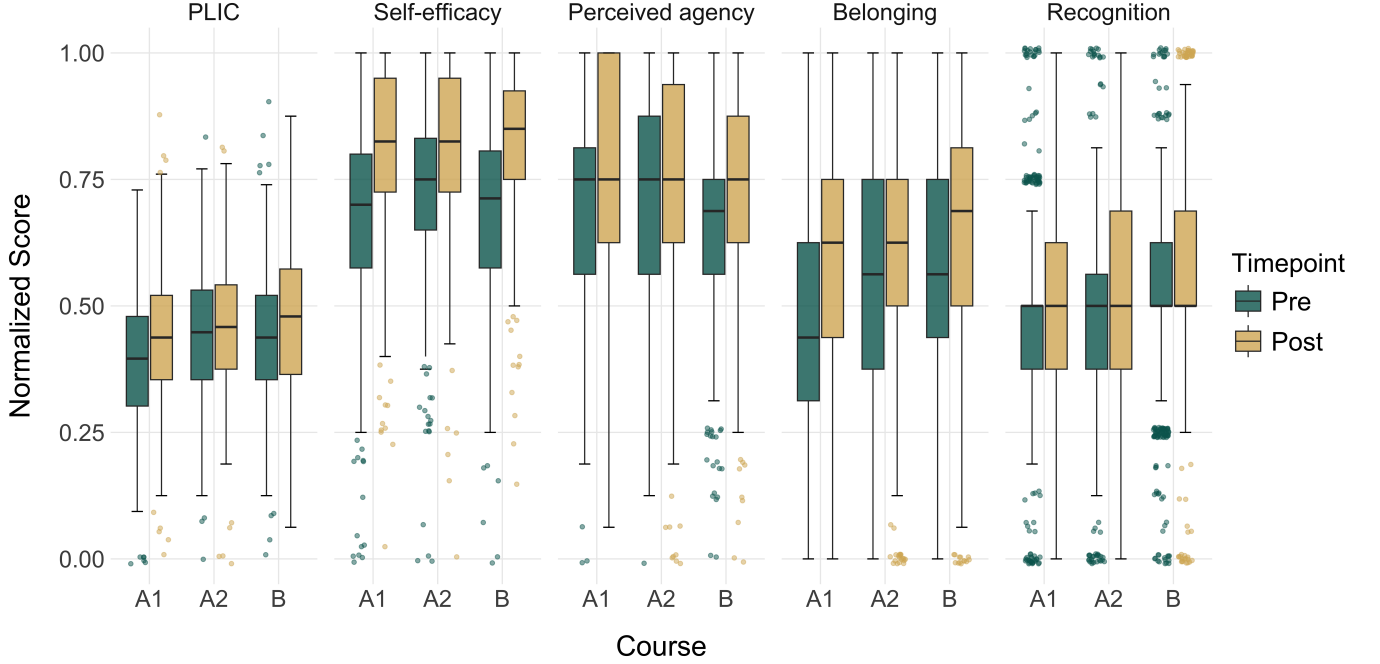 PLIC Self-efficacy Perceived agency Belonging Recognition
1.00
0.75
0.50
0.25
0.00
Normalized Score
A1 A2 B A1 A2 B A1 A2 B A1 A2 B A1 A2 B
Course
Timepoint
Pre
Post